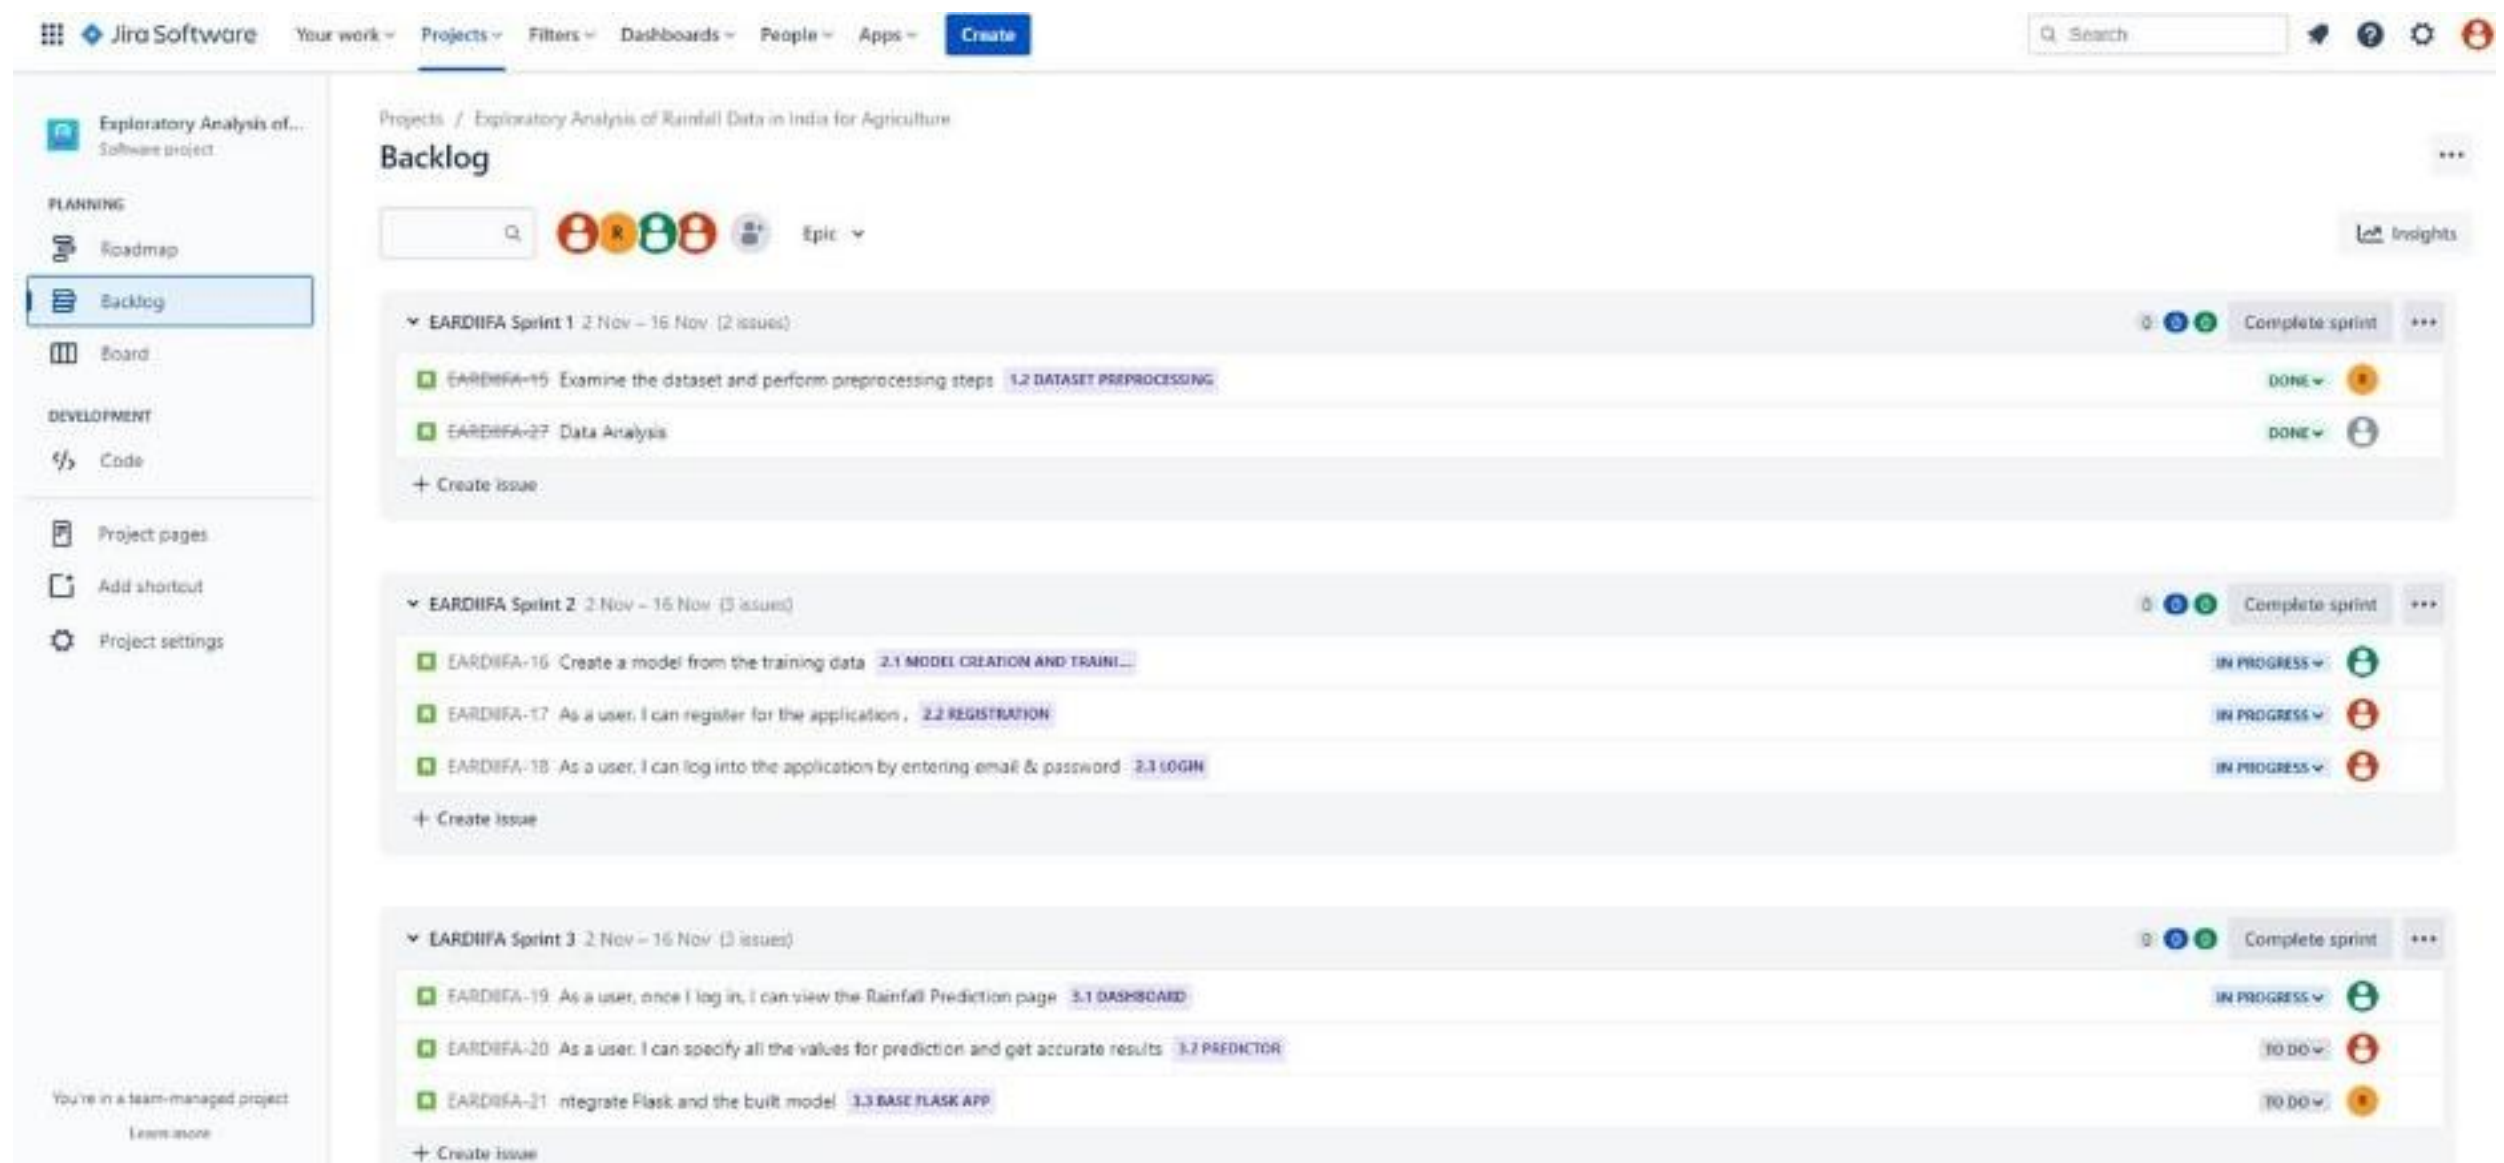 Jira Software Your work Projects Filters Dashboards People Apps Create Search
Exploratory Analysis of...
Software project
PLANNING
Roadmap
Backlog
Board
DEVELOPMENT
Code
Project pages
Add shortcut
Project settings
You're in a team-managed project
Learn more
Projects / Exploratory Analysis of Rainfall Data in India for Agriculture
Backlog
R Epic Insights
EARDIIFA Sprint 1 2 Nov – 16 Nov (2 issues) 0 0 0 Complete sprint
EARDIIFA-15 Examine the dataset and perform preprocessing steps 1.2 DATASET PREPROCESSING DONE R
EARDIIFA-27 Data Analysis DONE
+ Create issue
EARDIIFA Sprint 2 2 Nov – 16 Nov (3 issues) 0 0 0 Complete sprint
EARDIIFA-16 Create a model from the training data 2.1 MODEL CREATION AND TRAINI... IN PROGRESS
EARDIIFA-17 As a user, I can register for the application . 2.2 REGISTRATION IN PROGRESS
EARDIIFA-18 As a user, I can log into the application by entering email & password 2.3 LOGIN IN PROGRESS
+ Create issue
EARDIIFA Sprint 3 2 Nov – 16 Nov (3 issues) 0 0 0 Complete sprint
EARDIIFA-19 As a user, once I log in, I can view the Rainfall Prediction page 3.1 DASHBOARD IN PROGRESS
EARDIIFA-20 As a user, I can specify all the values for prediction and get accurate results 3.2 PREDICTOR TO DO
EARDIIFA-21 ntegrate Flask and the built model 3.3 BASE FLASK APP TO DO R
+ Create issue